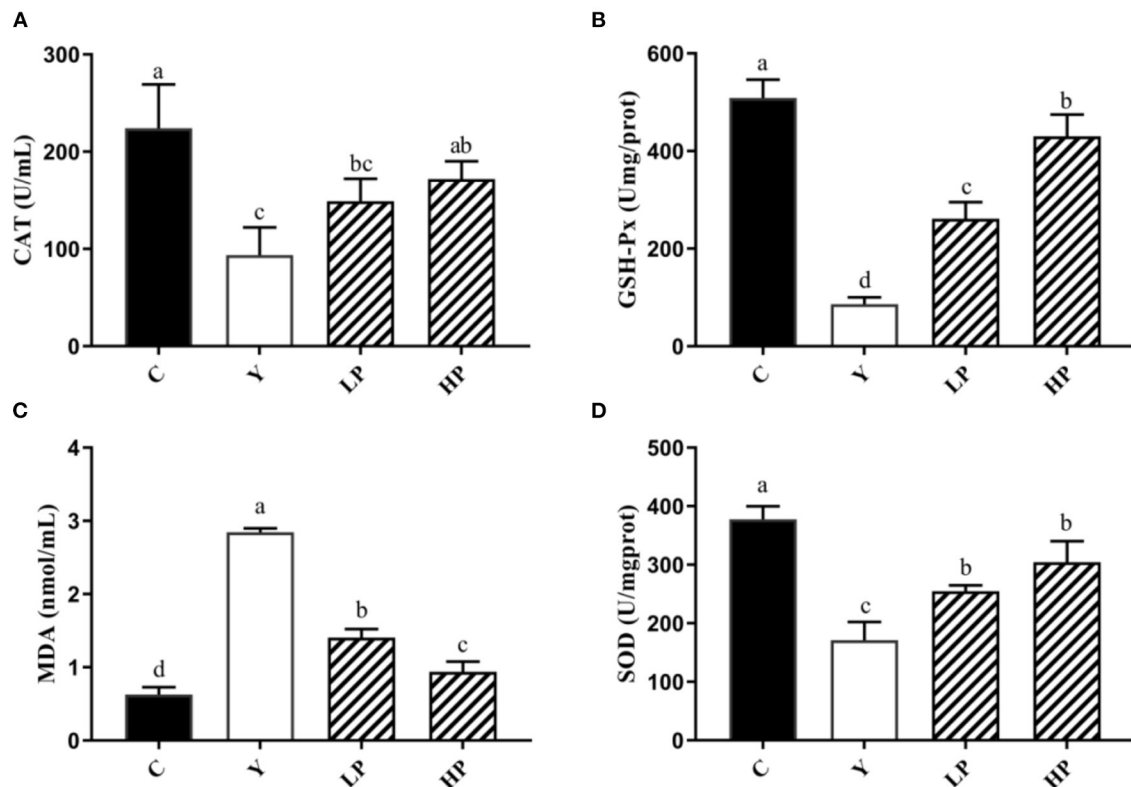 A
CAT (U/mL)
300
200
100
0
a
c
bc
ab
C
Y
LP
HP
B
GSH-Px (Umg/prot)
600
400
200
0
a
d
c
b
C
Y
LP
HP
C
MDA (nmol/mL)
4
3
2
1
0
d
a
b
c
C
Y
LP
HP
D
SOD (U/mgprot)
500
400
300
200
100
0
a
c
b
b
C
Y
LP
HP